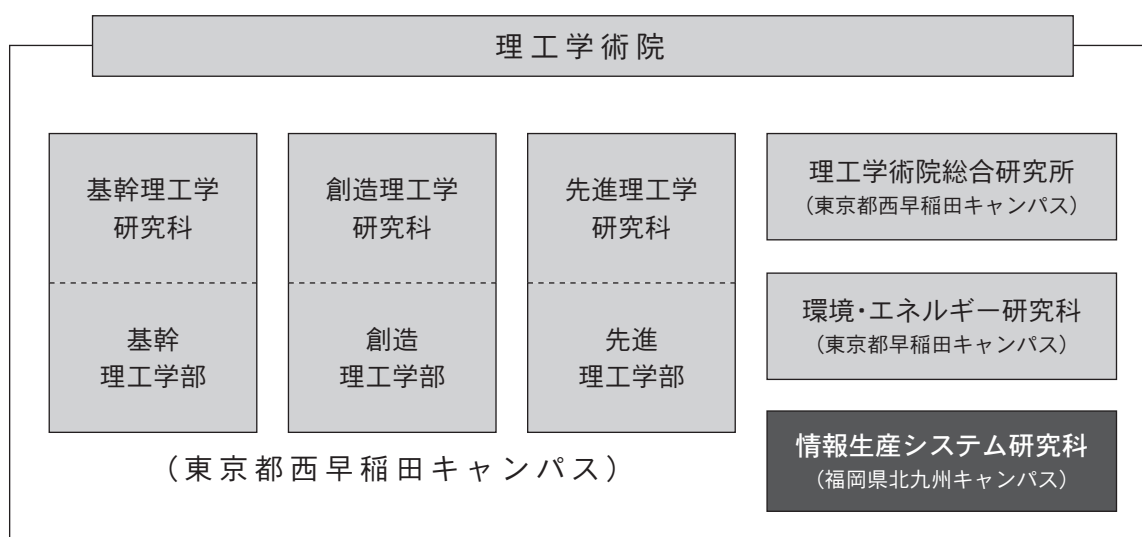 理工学術院
基幹理工学
研究科
基幹
理工学部
創造理工学
研究科
創造
理工学部
先進理工学
研究科
先進
理工学部
（東京都西早稲田キャンパス）
理工学術院総合研究所
（東京都西早稲田キャンパス）
環境・エネルギー研究科
（東京都早稲田キャンパス）
情報生産システム研究科
（福岡県北九州キャンパス）